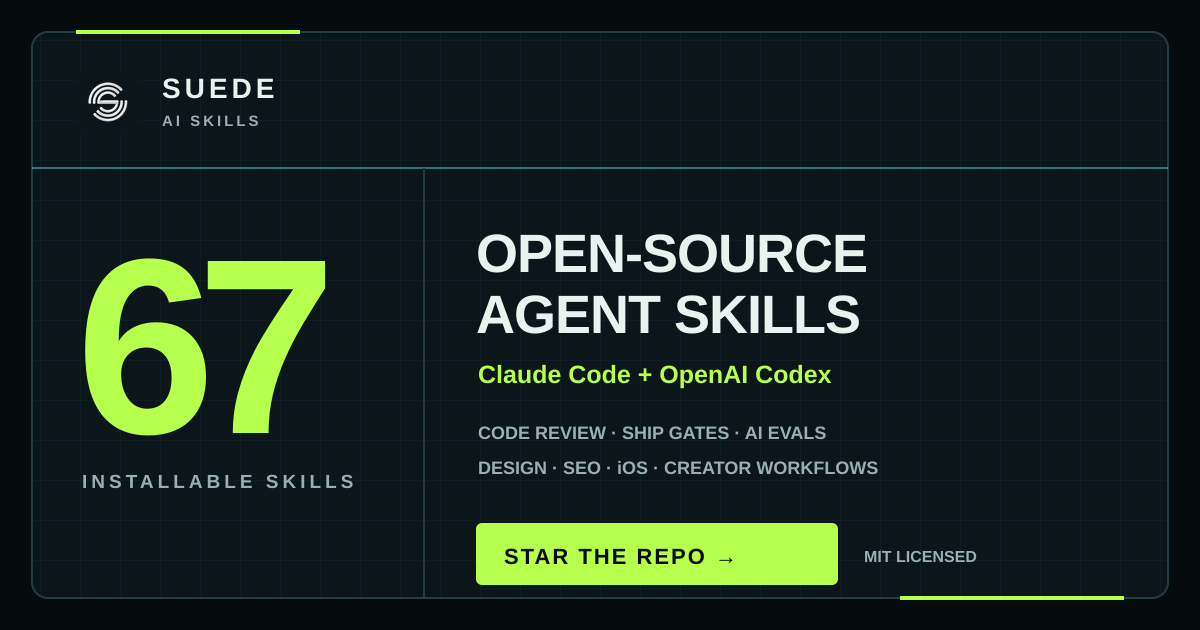 SUEDE
AI SKILLS
67
INSTALLABLE SKILLS
OPEN-SOURCE
AGENT SKILLS
Claude Code + OpenAI Codex
CODE REVIEW · SHIP GATES · AI EVALS
DESIGN · SEO · iOS · CREATOR WORKFLOWS
STAR THE REPO →
MIT LICENSED